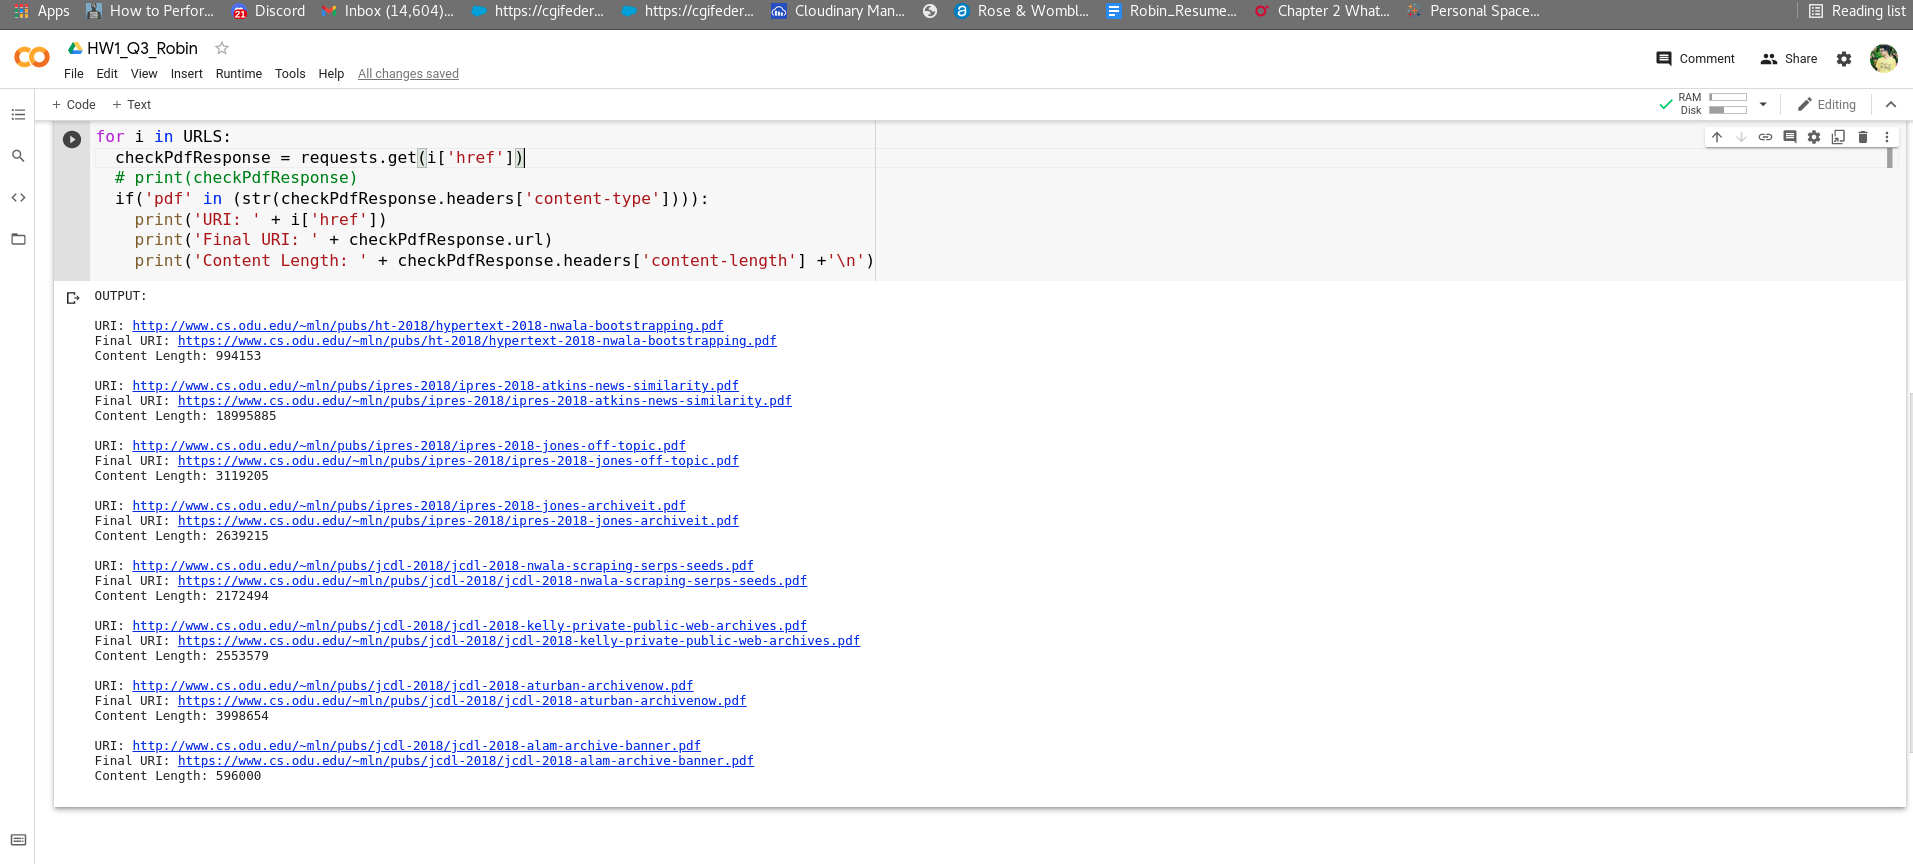 Apps How to Perfor... Discord Inbox (14,604)... https://cgifeder... https://cgifeder... Cloudinary Man... Rose & Wombl... Robin_Resume... Chapter 2 What... Personal Space... Reading list
21
HW1_Q3_Robin
File Edit View Insert Runtime Tools Help All changes saved
Comment Share
+ Code + Text
RAM
Disk
Editing
for i in URLS:
checkPdfResponse = requests.get(i['href'])
# print(checkPdfResponse)
if('pdf' in (str(checkPdfResponse.headers['content-type']))):
print('URI: ' + i['href'])
print('Final URI: ' + checkPdfResponse.url)
print('Content Length: ' + checkPdfResponse.headers['content-length'] +'\n')
OUTPUT:
URI: http://www.cs.odu.edu/~mln/pubs/ht-2018/hypertext-2018-nwala-bootstrapping.pdf
Final URI: https://www.cs.odu.edu/~mln/pubs/ht-2018/hypertext-2018-nwala-bootstrapping.pdf
Content Length: 994153
URI: http://www.cs.odu.edu/~mln/pubs/ipres-2018/ipres-2018-atkins-news-similarity.pdf
Final URI: https://www.cs.odu.edu/~mln/pubs/ipres-2018/ipres-2018-atkins-news-similarity.pdf
Content Length: 18995885
URI: http://www.cs.odu.edu/~mln/pubs/ipres-2018/ipres-2018-jones-off-topic.pdf
Final URI: https://www.cs.odu.edu/~mln/pubs/ipres-2018/ipres-2018-jones-off-topic.pdf
Content Length: 3119205
URI: http://www.cs.odu.edu/~mln/pubs/ipres-2018/ipres-2018-jones-archiveit.pdf
Final URI: https://www.cs.odu.edu/~mln/pubs/ipres-2018/ipres-2018-jones-archiveit.pdf
Content Length: 2639215
URI: http://www.cs.odu.edu/~mln/pubs/jcdl-2018/jcdl-2018-nwala-scraping-serps-seeds.pdf
Final URI: https://www.cs.odu.edu/~mln/pubs/jcdl-2018/jcdl-2018-nwala-scraping-serps-seeds.pdf
Content Length: 2172494
URI: http://www.cs.odu.edu/~mln/pubs/jcdl-2018/jcdl-2018-kelly-private-public-web-archives.pdf
Final URI: https://www.cs.odu.edu/~mln/pubs/jcdl-2018/jcdl-2018-kelly-private-public-web-archives.pdf
Content Length: 2553579
URI: http://www.cs.odu.edu/~mln/pubs/jcdl-2018/jcdl-2018-aturban-archivenow.pdf
Final URI: https://www.cs.odu.edu/~mln/pubs/jcdl-2018/jcdl-2018-aturban-archivenow.pdf
Content Length: 3998654
URI: http://www.cs.odu.edu/~mln/pubs/jcdl-2018/jcdl-2018-alam-archive-banner.pdf
Final URI: https://www.cs.odu.edu/~mln/pubs/jcdl-2018/jcdl-2018-alam-archive-banner.pdf
Content Length: 596000